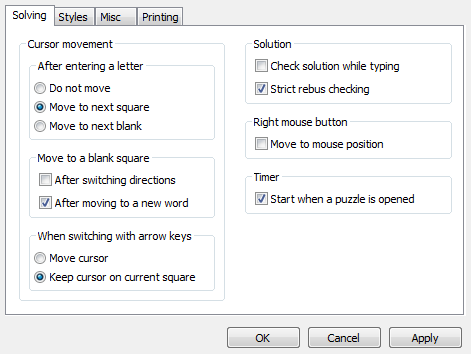 Solving Styles Misc Printing
Cursor movement
After entering a letter
Do not move
Move to next square
Move to next blank
Move to a blank square
After switching directions
After moving to a new word
When switching with arrow keys
Move cursor
Keep cursor on current square
Solution
Check solution while typing
Strict rebus checking
Right mouse button
Move to mouse position
Timer
Start when a puzzle is opened
OK Cancel Apply